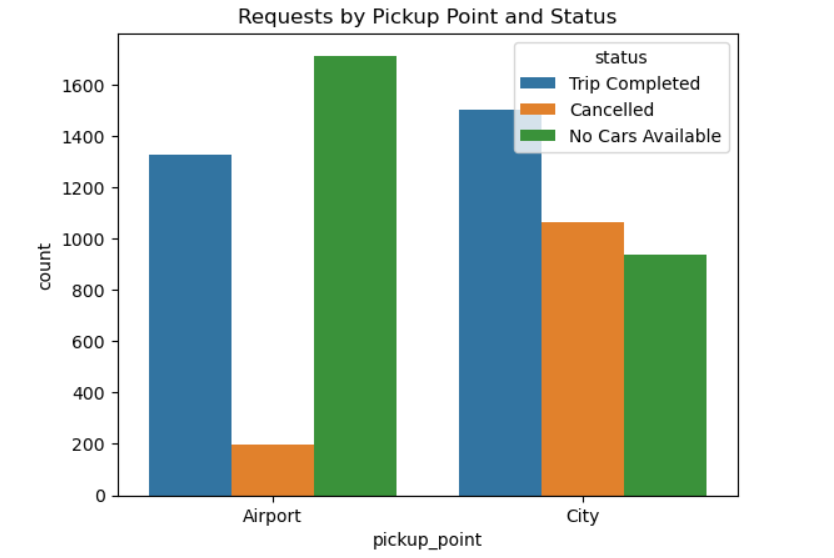 Requests by Pickup Point and Status
status
Trip Completed
Cancelled
No Cars Available
1600
1400
1200
1000
800
600
400
200
0
count
Airport City
pickup_point